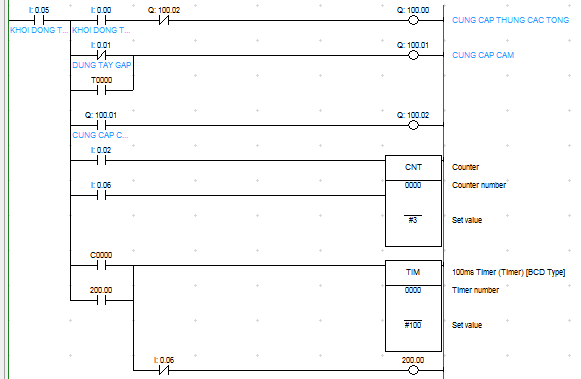 I: 0.05 I: 0.00 Q: 100.02 Q: 100.00
KHOI DONG T... KHOI DONG T... CUNG CAP THUNG CAC TONG
I: 0.01 Q: 100.01
DUNG TAY GAP CUNG CAP CAM
T0000
Q: 100.01 Q: 100.02
CUNG CAP C...
I: 0.02
CNT Counter
I: 0.06 0000 Counter number
#3 Set value
C0000
TIM 100ms Timer (Timer) [BCD Type]
200.00 0000 Timer number
#100 Set value
I: 0.06 200.00